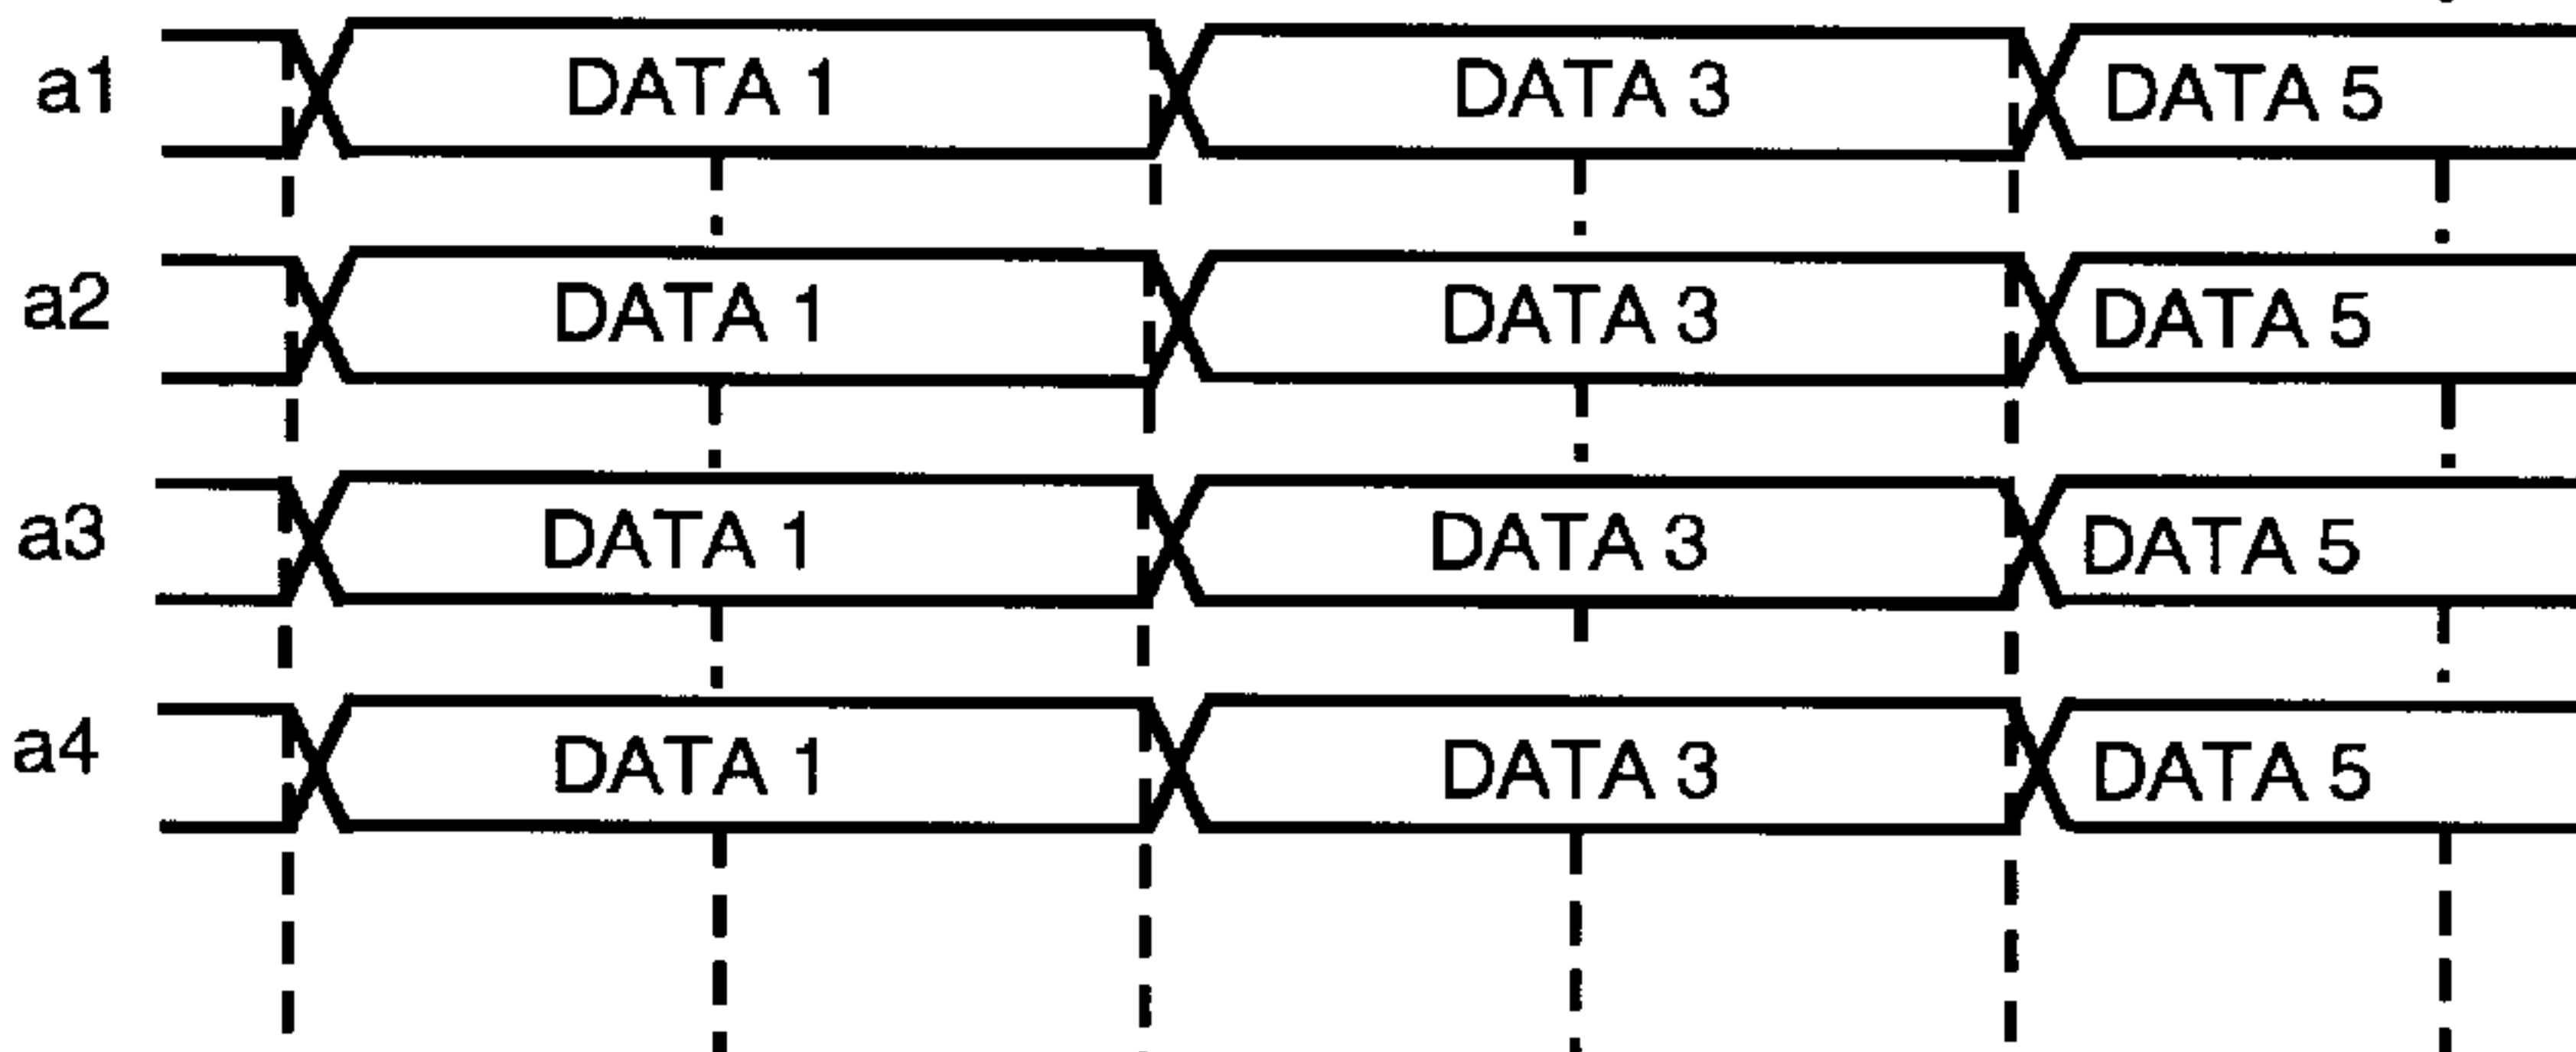 a1 DATA 1 DATA 3 DATA 5
a2 DATA 1 DATA 3 DATA 5
a3 DATA 1 DATA 3 DATA 5
a4 DATA 1 DATA 3 DATA 5